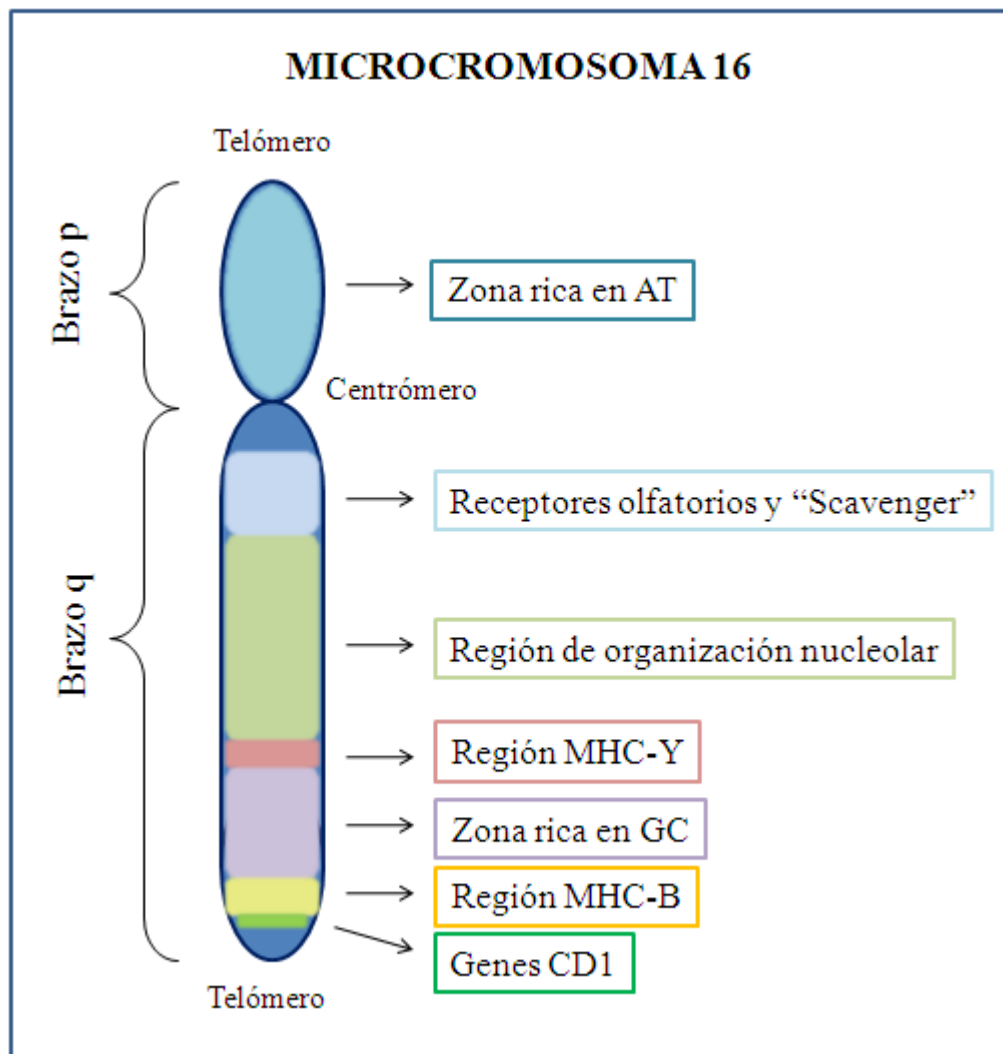 MICROCROMOSOMA 16
Telómero
Brazo p
Zona rica en AT
Centrómero
Receptores olfatorios y “Scavenger”
Brazo q
Región de organización nucleolar
Región MHC-Y
Zona rica en GC
Región MHC-B
Genes CD1
Telómero